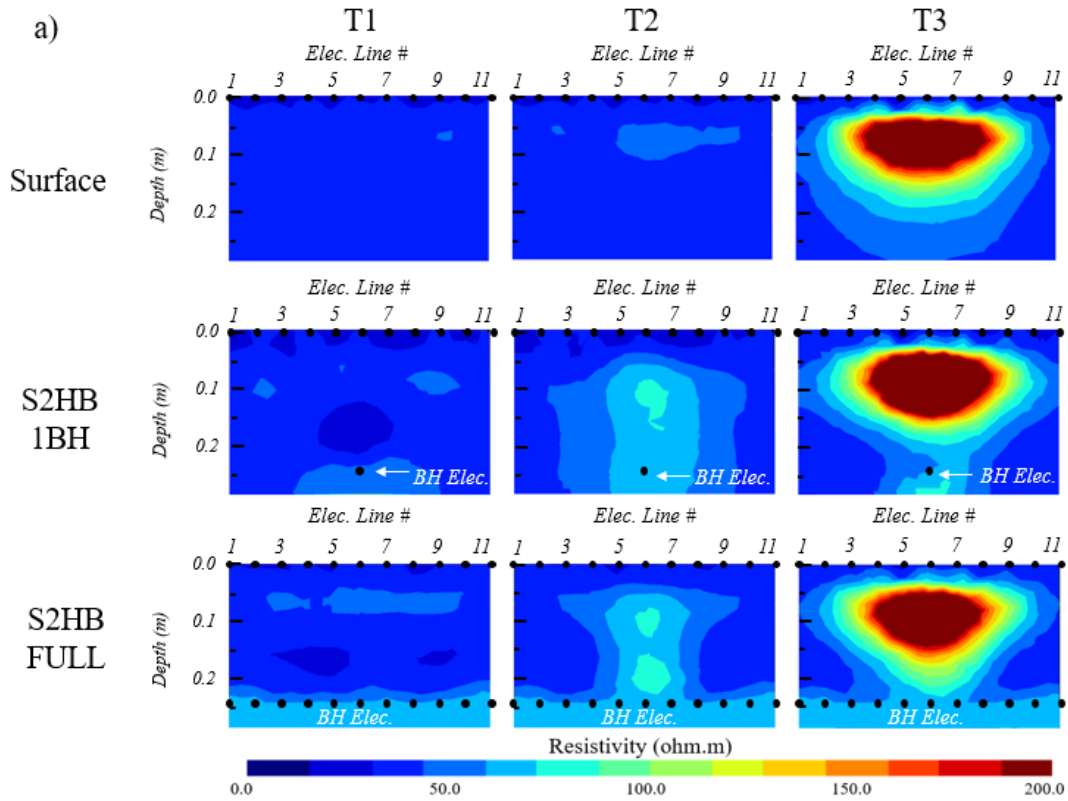 a)
T1 T2 T3
Elec. Line # Elec. Line # Elec. Line #
1 3 5 7 9 11 1 3 5 7 9 11 1 3 5 7 9 11
Surface
Depth (m)
0.0
0.1
0.2
Elec. Line # Elec. Line # Elec. Line #
1 3 5 7 9 11 1 3 5 7 9 11 1 3 5 7 9 11
S2HB
1BH
Depth (m)
0.0
0.1
0.2
BH Elec. BH Elec. BH Elec.
Elec. Line # Elec. Line # Elec. Line #
1 3 5 7 9 11 1 3 5 7 9 11 1 3 5 7 9 11
S2HB
FULL
Depth (m)
0.0
0.1
0.2
BH Elec. BH Elec. BH Elec.
Resistivity (ohm.m)
0.0 50.0 100.0 150.0 200.0